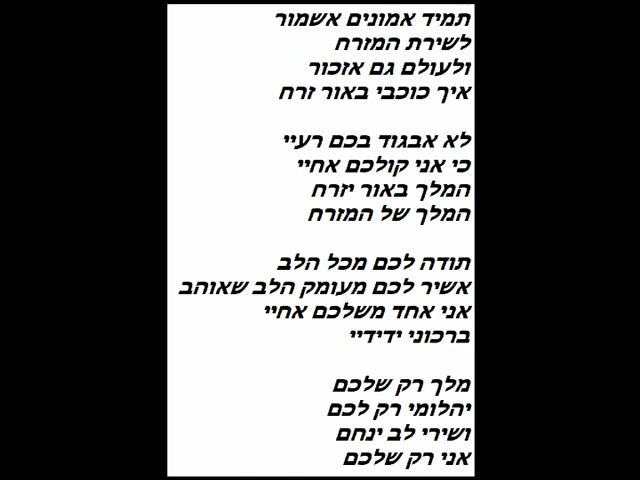 תמיד אמונים אשמור
לשירת המזרח
ולעולם גם אזכור
איך כוכבי באור זרח
לא אבגוד בכם רעיי
כי אני קולכם אחיי
המלך באור יזרח
המלך של המזרח
תודה לכם מכל הלב
אשיר לכם מעומק הלב שאוהב
אני אחד משלכם אחיי
ברכוני ידידיי
מלך רק שלכם
יהלומי רק לכם
ושירי לב ינחם
אני רק שלכם